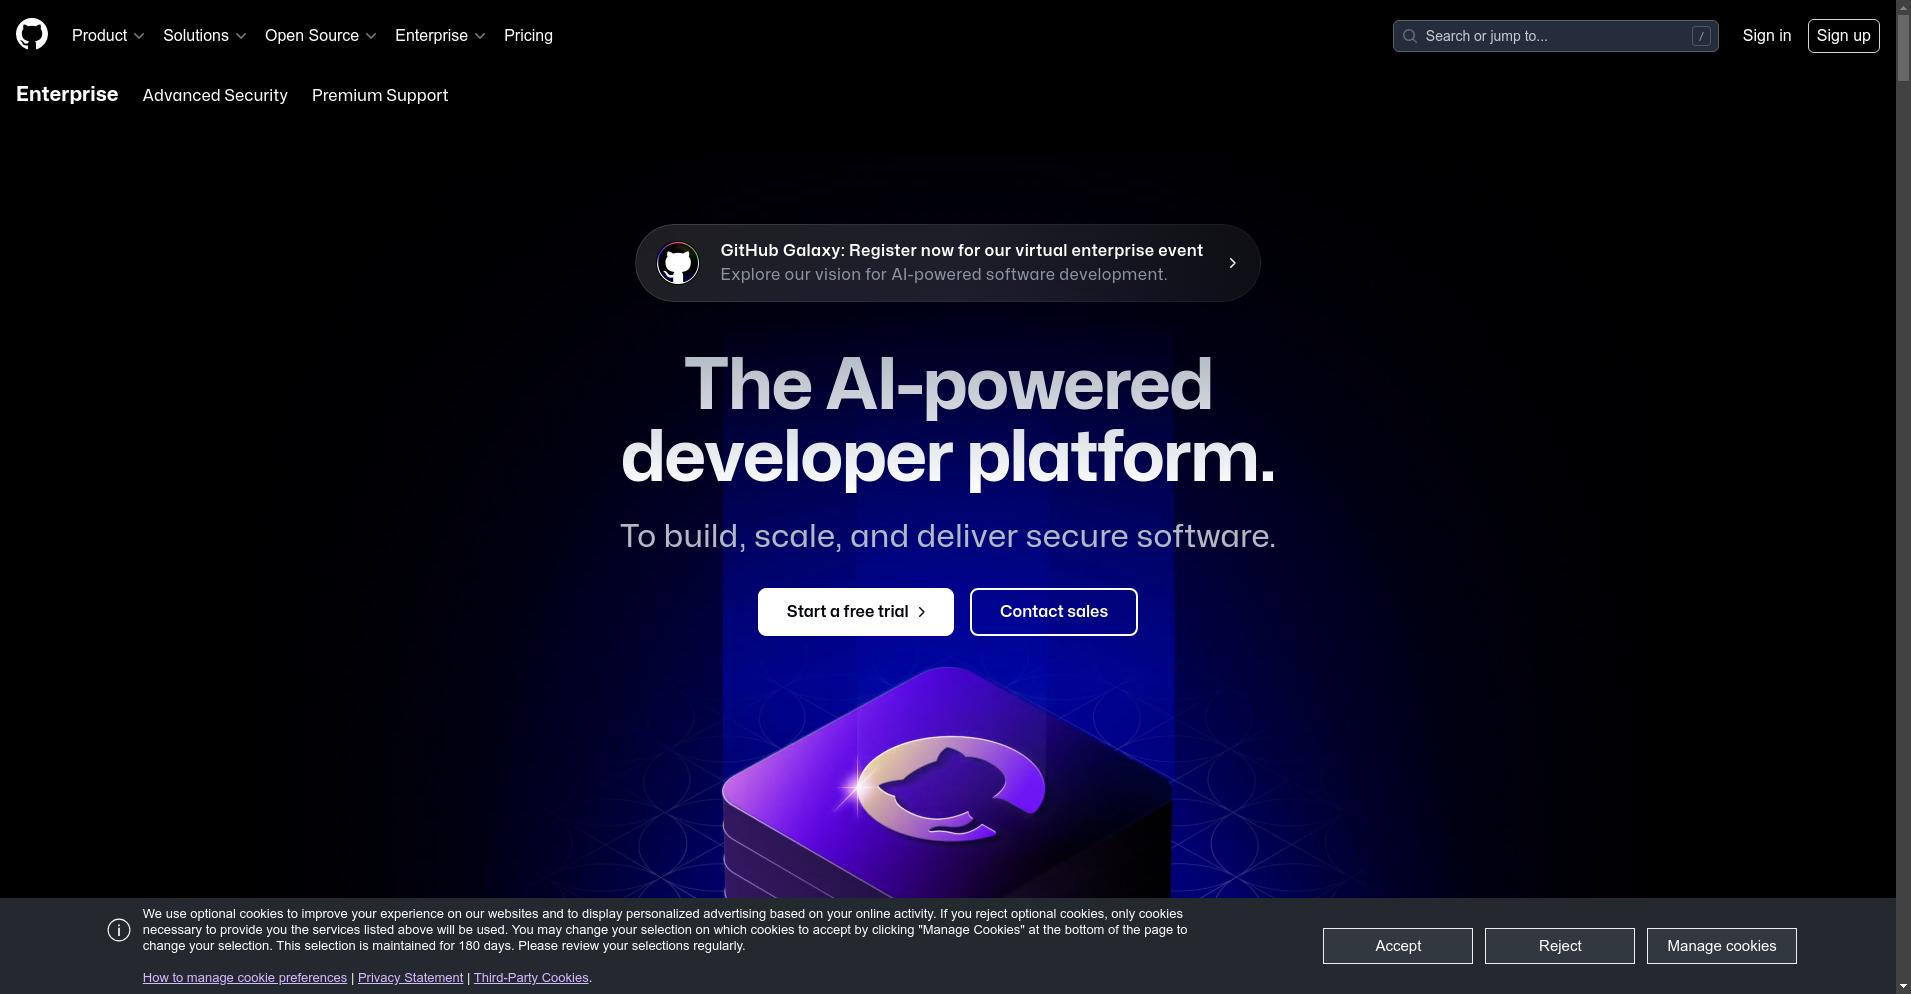 Product
Solutions
Open Source
Enterprise
Pricing
Search or jump to...
/
Sign in
Sign up
Enterprise
Advanced Security
Premium Support
GitHub Galaxy: Register now for our virtual enterprise event
Explore our vision for AI-powered software development.
The AI-powered
developer platform.
To build, scale, and deliver secure software.
Start a free trial
Contact sales
We use optional cookies to improve your experience on our websites and to display personalized advertising based on your online activity. If you reject optional cookies, only cookies
necessary to provide you the services listed above will be used. You may change your selection on which cookies to accept by clicking "Manage Cookies" at the bottom of the page to
change your selection. This selection is maintained for 180 days. Please review your selections regularly.
How to manage cookie preferences | Privacy Statement | Third-Party Cookies.
Accept
Reject
Manage cookies